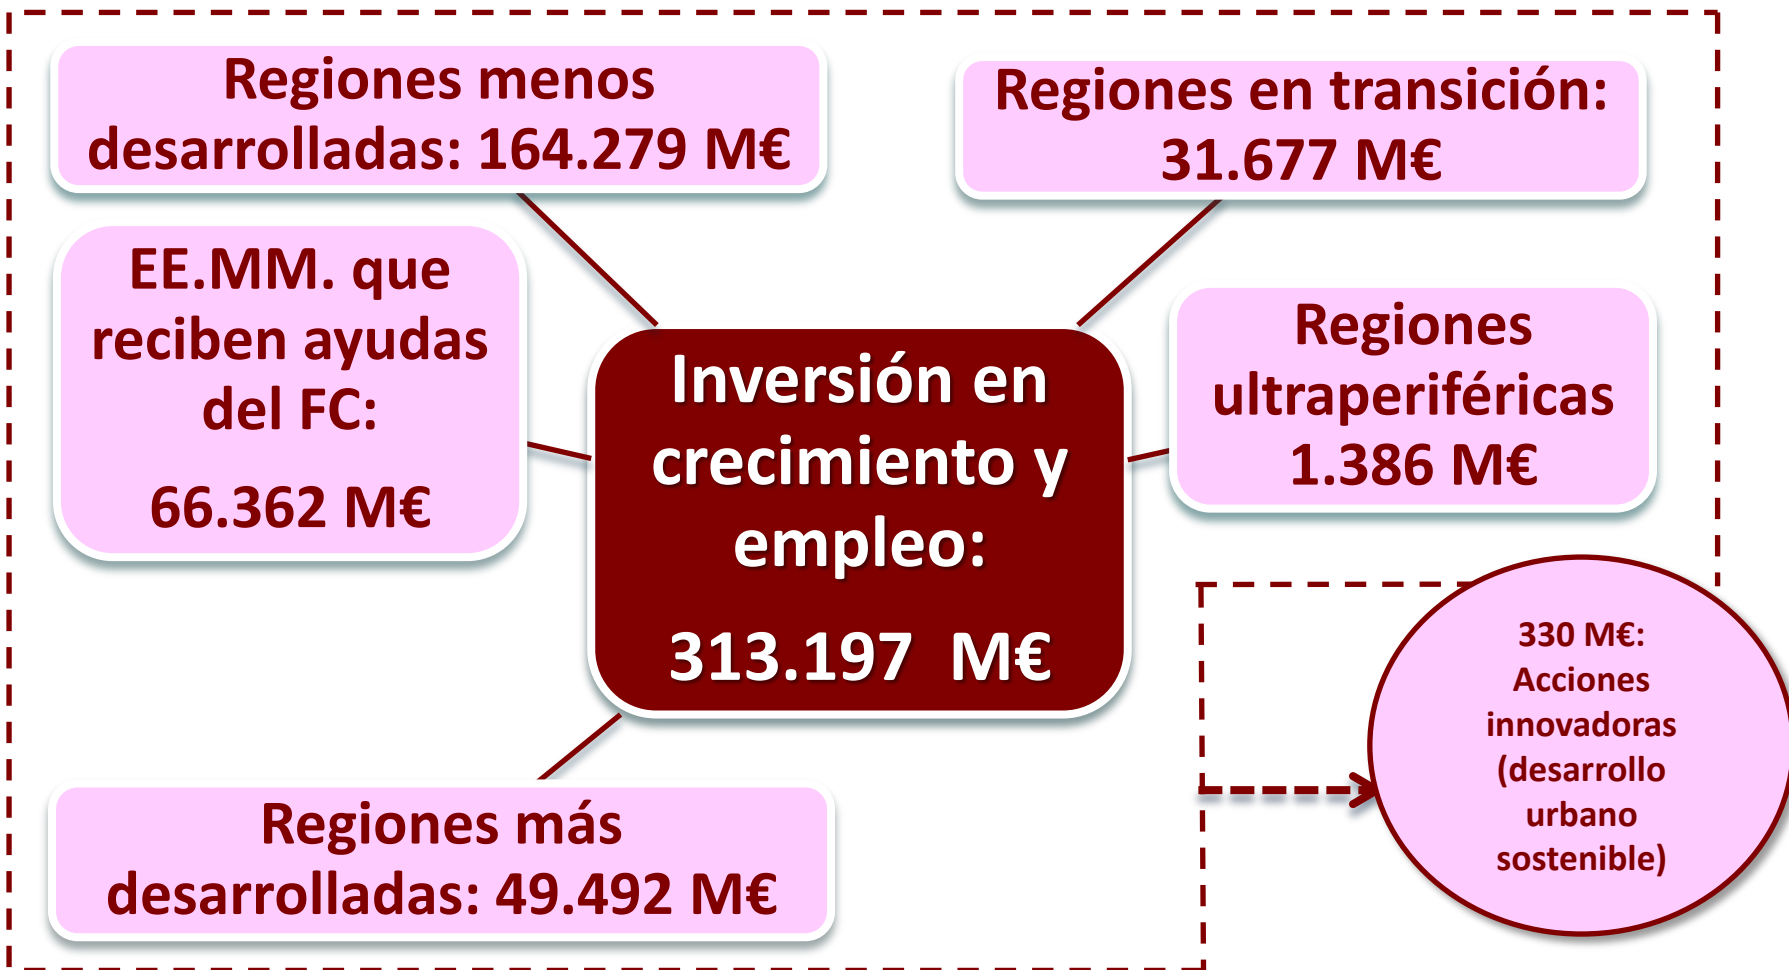 Regiones menos
desarrolladas: 164.279 M€
Regiones en transición:
31.677 M€
EE.MM. que
reciben ayudas
del FC:
66.362 M€
Inversión en
crecimiento y
empleo:
313.197 M€
Regiones
ultraperiféricas
1.386 M€
Regiones más
desarrolladas: 49.492 M€
330 M€:
Acciones
innovadoras
(desarrollo
urbano
sostenible)